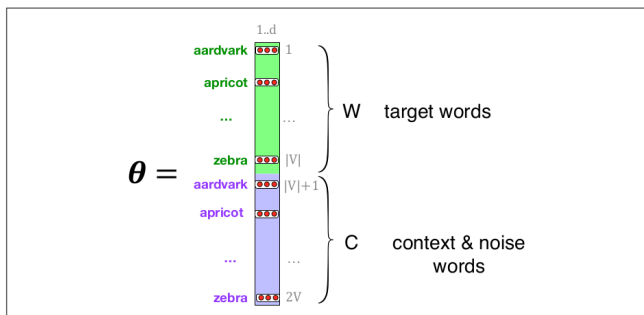 1..d
aardvark 1
apricot
... ...
zebra |V|
θ =
aardvark |V|+1
apricot
... ...
zebra 2V
W target words
C context & noise
words